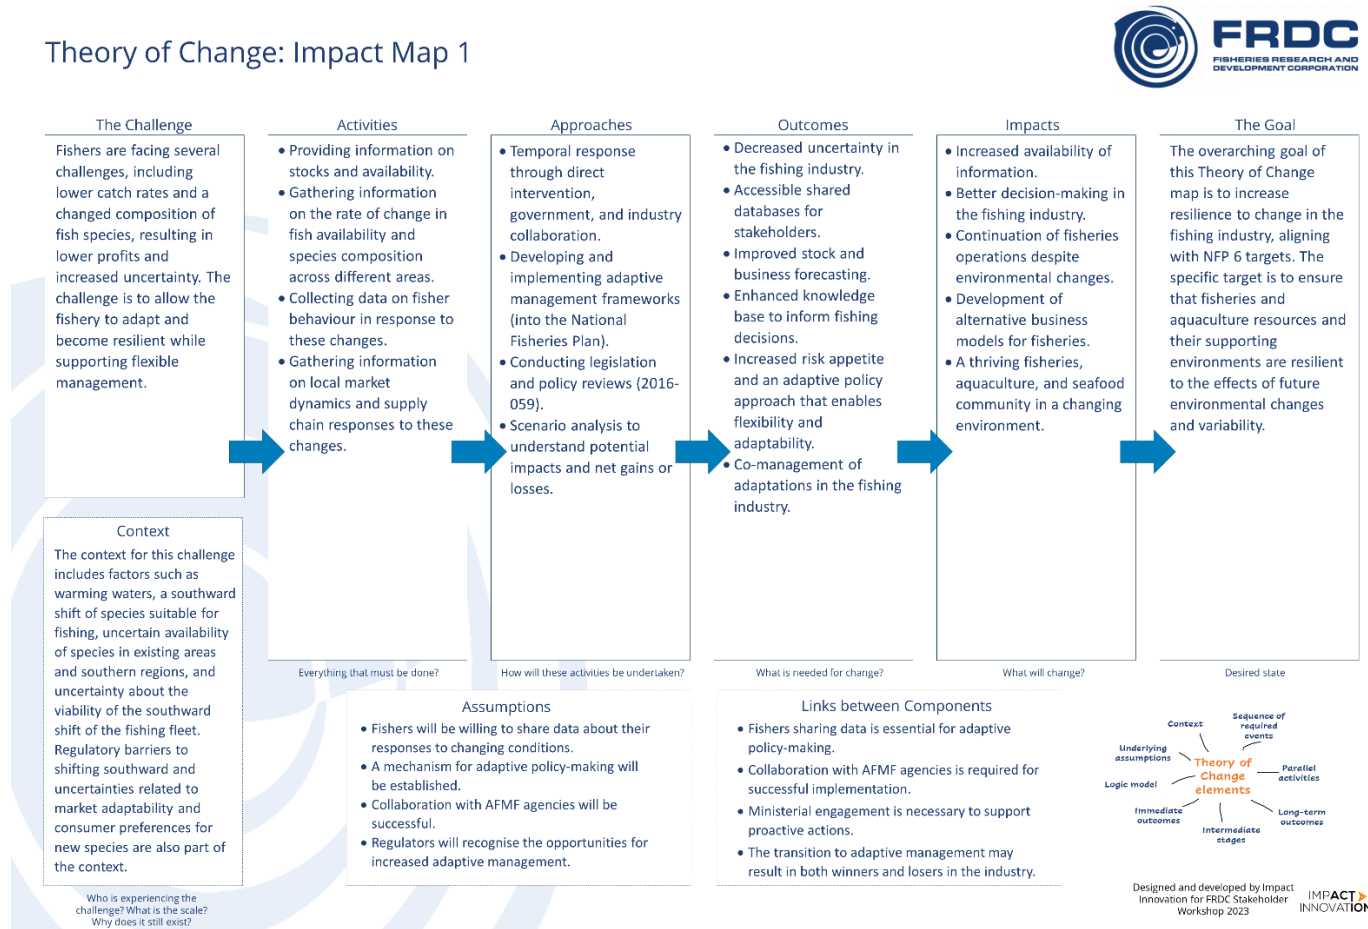 Theory of Change: Impact Map 1
FRDC
FISHERIES RESEARCH AND
DEVELOPMENT CORPORATION
The Challenge
Fishers are facing several
challenges, including
lower catch rates and a
changed composition of
fish species, resulting in
lower profits and
increased uncertainty. The
challenge is to allow the
fishery to adapt and
become resilient while
supporting flexible
management.
Context
The context for this challenge
includes factors such as
warming waters, a southward
shift of species suitable for
fishing, uncertain availability
of species in existing areas
and southern regions, and
uncertainty about the
viability of the southward
shift of the fishing fleet.
Regulatory barriers to
shifting southward and
uncertainties related to
market adaptability and
consumer preferences for
new species are also part of
the context.
Who is experiencing the
challenge? What is the scale?
Why does it still exist?
Activities
• Providing information on
stocks and availability.
• Gathering information
on the rate of change in
fish availability and
species composition
across different areas.
• Collecting data on fisher
behaviour in response to
these changes.
• Gathering information
on local market
dynamics and supply
chain responses to these
changes.
Everything that must be done?
Approaches
• Temporal response
through direct
intervention,
government, and industry
collaboration.
• Developing and
implementing adaptive
management frameworks
(into the National
Fisheries Plan).
• Conducting legislation
and policy reviews (2016-
059).
• Scenario analysis to
understand potential
impacts and net gains or
losses.
How will these activities be undertaken?
Outcomes
• Decreased uncertainty in
the fishing industry.
• Accessible shared
databases for
stakeholders.
• Improved stock and
business forecasting.
• Enhanced knowledge
base to inform fishing
decisions.
• Increased risk appetite
and an adaptive policy
approach that enables
flexibility and
adaptability.
• Co-management of
adaptations in the fishing
industry.
What is needed for change?
Impacts
• Increased availability of
information.
• Better decision-making in
the fishing industry.
• Continuation of fisheries
operations despite
environmental changes.
• Development of
alternative business
models for fisheries.
• A thriving fisheries,
aquaculture, and seafood
community in a changing
environment.
What will change?
The Goal
The overarching goal of
this Theory of Change
map is to increase
resilience to change in the
fishing industry, aligning
with NFP 6 targets. The
specific target is to ensure
that fisheries and
aquaculture resources and
their supporting
environments are resilient
to the effects of future
environmental changes
and variability.
Desired state
Assumptions
• Fishers will be willing to share data about their
responses to changing conditions.
• A mechanism for adaptive policy-making will
be established.
• Collaboration with AFMF agencies will be
successful.
• Regulators will recognise the opportunities for
increased adaptive management.
Links between Components
• Fishers sharing data is essential for adaptive
policy-making.
• Collaboration with AFMF agencies is required for
successful implementation.
• Ministerial engagement is necessary to support
proactive actions.
• The transition to adaptive management may
result in both winners and losers in the industry.
Context
Sequence of
required
events
Underlying
assumptions
Theory of
Change
elements
Parallel
activities
Logic model
Immediate
outcomes
Long-term
outcomes
Intermediate
stages
Designed and developed by Impact
Innovation for FRDC Stakeholder
Workshop 2023
IMPACT
INNOVATION